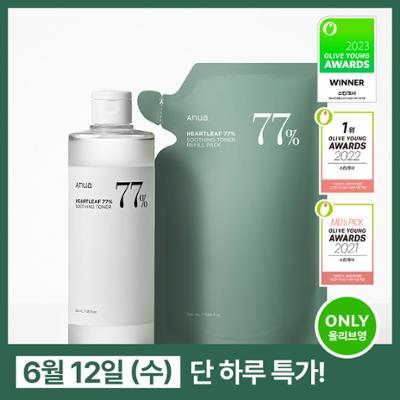 2023
OLIVE YOUNG
AWARDS
WINNER
스킨/토너
anua
HEARTLEAF 77%
SOOTHING TONER
REFILL PACK
77%
1위
OLIVE YOUNG
AWARDS
2022
스킨/토너
anua
HEARTLEAF 77%
SOOTHING TONER
77%
MD's PICK
OLIVE YOUNG
AWARDS
2021
스킨/토너
ONLY
올리브영
6월 12일 (수) 단 하루 특가!